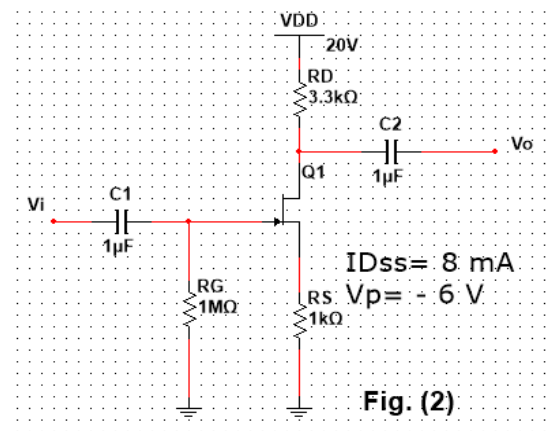 VDD
20V
RD
3.3kΩ
C2
Vo
1µF
Q1
C1
Vi
1µF
IDss= 8 mA
Vp= - 6 V
RG
1MΩ
RS
1kΩ
Fig. (2)